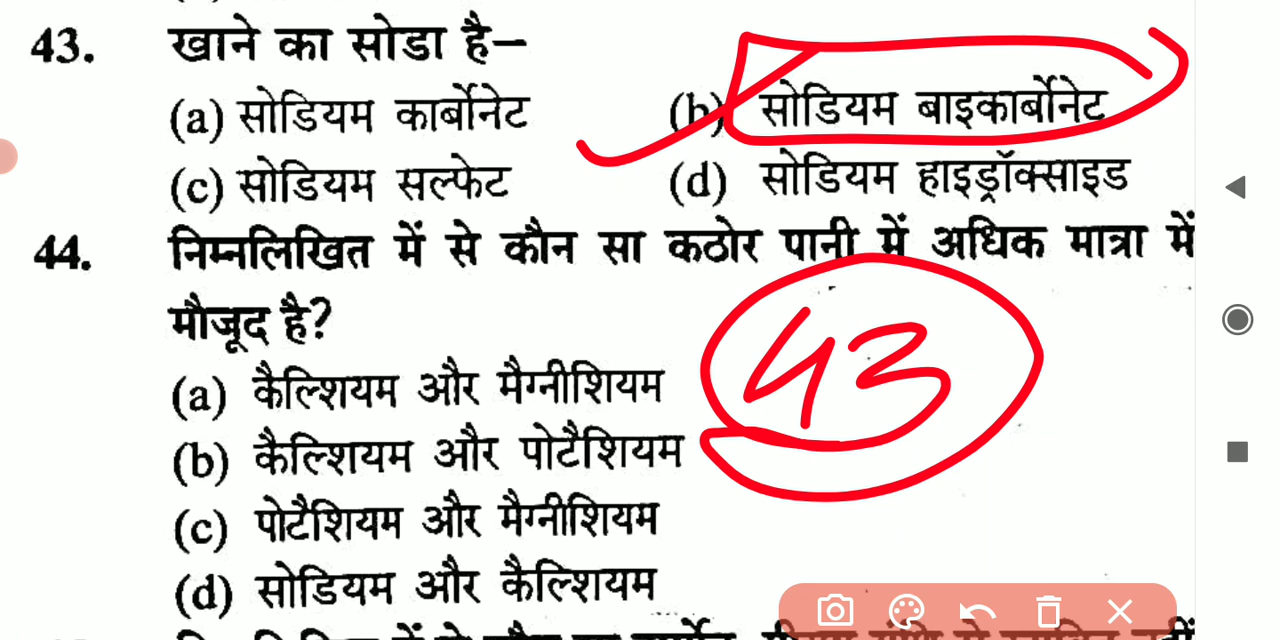 43. खाने का सोडा है–
(a) सोडियम कार्बोनेट (b) सोडियम बाइकार्बोनेट
(c) सोडियम सल्फेट (d) सोडियम हाइड्रॉक्साइड
44. निम्नलिखित में से कौन सा कठोर पानी में अधिक मात्रा में
मौजूद है?
43
(a) कैल्शियम और मैग्नीशियम
(b) कैल्शियम और पोटैशियम
(c) पोटैशियम और मैग्नीशियम
(d) सोडियम और कैल्शियम